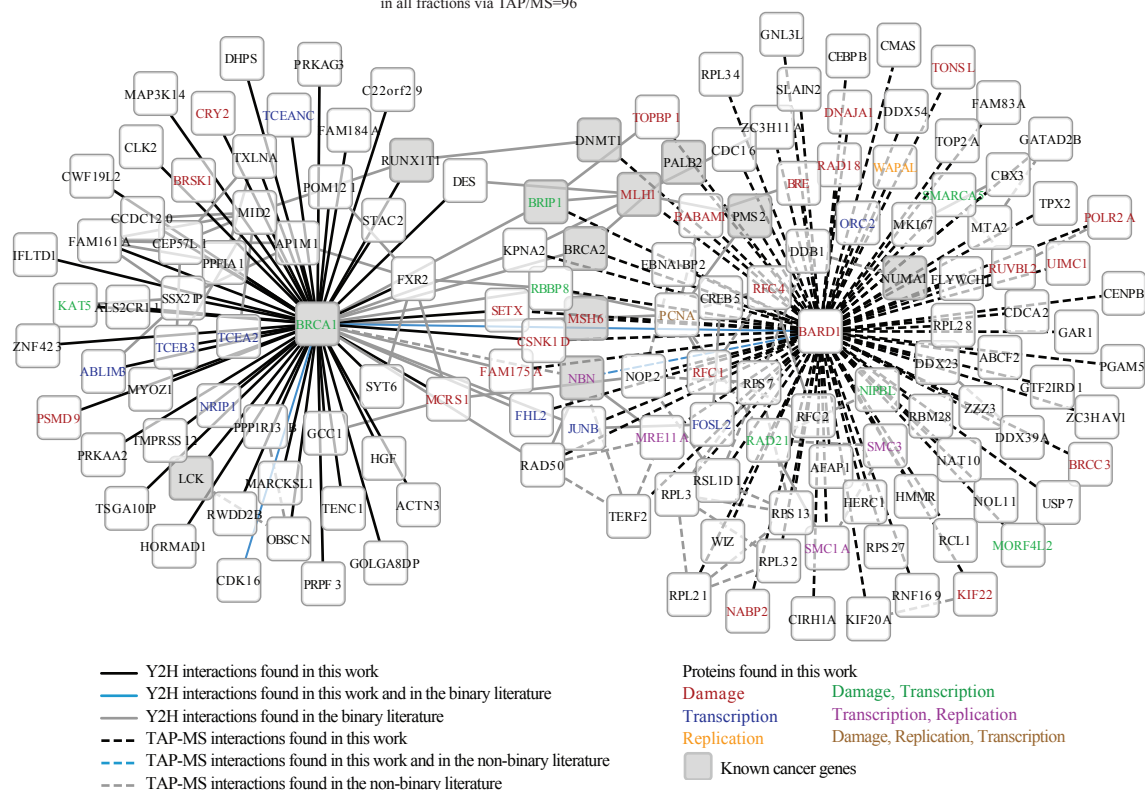 in all fractions via TAP/MS=96
GNL3L
DHPS
PRKAG3
CEBPB
CMAS
TONSL
MAP3K14
C22orf29
RPL34
SLAIN2
FAM83A
CRY2
TCEANC
FAM184A
TOPBP1
ZC3H11A
DNAJA1
DDX54
TOP2A
GATAD2B
CLK2
TXLNA
RUNX1T1
DNMT1
PALB2
CDC16
RAD18
WAPAL
CBX3
CWF19L2
BRSK1
POM121
DES
BRIP1
MLH1
BRE
SMARCA5
TPX2
CCDC120
MID2
STAC2
BABAM1
PMS2
ORC2
MKI67
MTA2
POLR2A
FAM161A
CEP57L1
AP1M1
KPNA2
BRCA2
EBNA1BP2
DDB1
IFLTD1
PPFIA1
FXR2
RBBP8
RFC4
NUMA1
FLYWCH1
RUVBL2
UIMC1
KAT5
ALS2CR11
SSX2IP
CREB5
CENPB
SETX
MSH6
PCNA
RPL28
CDCA2
BRCA1
BARD1
GAR1
ZNF423
TCEB3
TCEA2
CSNK1D
ABLIM3
MYOZ1
SYT6
FAM175A
NBN
NOP2
RFC1
RPS7
NIPBL
DDX23
ABCF2
PGAM5
PSMD9
NRIP1
MCRS1
FHL2
JUNB
FOSL2
RFC2
RBM28
ZZZ3
GTF2IRD1
ZC3HAV1
TMPRSS12
PPP1R13B
GCC1
MRE11A
RAD21
SMC3
DDX39A
PRKAA2
LCK
MARCKSL1
HGF
RAD50
AFAP1
NAT10
BRCC3
TSGA10IP
RWDD2B
TENC1
ACTN3
RPL3
RSL1D1
HERC1
HMMR
NOL11
USP7
HORMAD1
OBSCN
TERF2
WIZ
RPS13
SMC1A
RPS27
RCL1
MORF4L2
CDK16
PRPF3
GOLGA8DP
RPL21
RPL32
NABP2
CIRH1A
KIF20A
RNF169
KIF22
Y2H interactions found in this work
Y2H interactions found in this work and in the binary literature
Y2H interactions found in the binary literature
TAP-MS interactions found in this work
TAP-MS interactions found in this work and in the non-binary literature
TAP-MS interactions found in the non-binary literature
Proteins found in this work
Damage
Damage, Transcription
Transcription
Transcription, Replication
Replication
Damage, Replication, Transcription
Known cancer genes